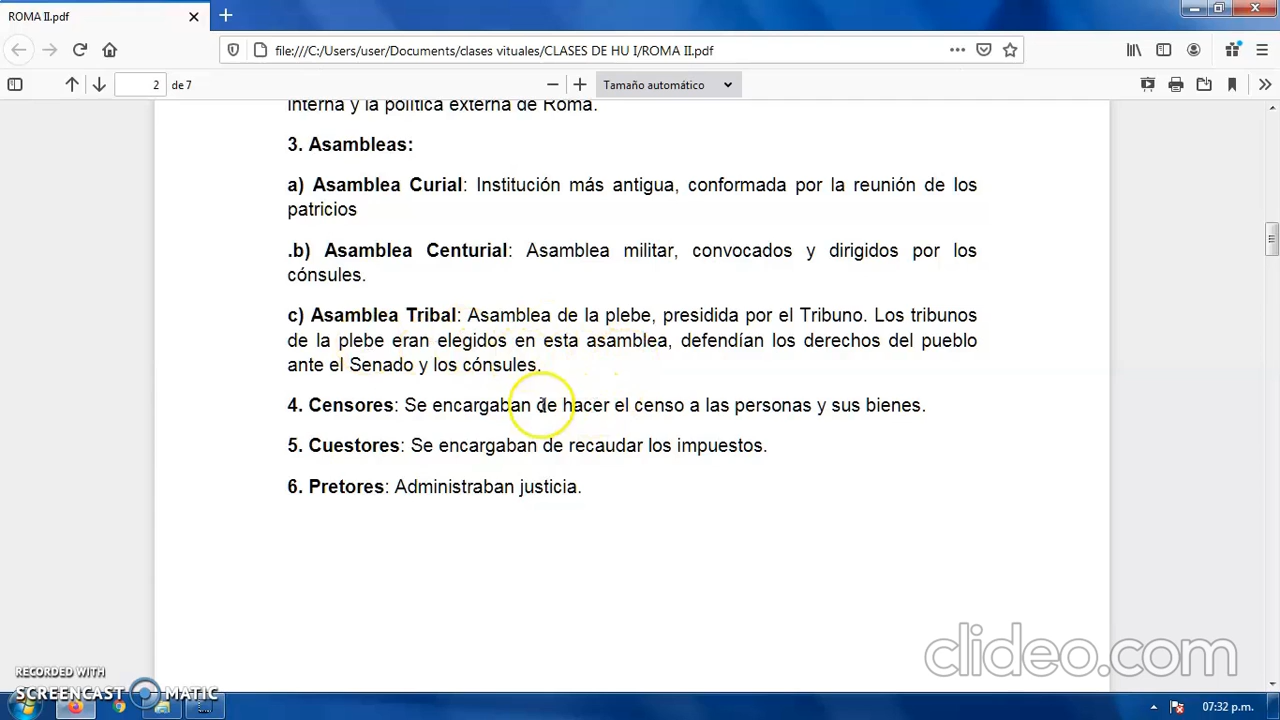 ROMA II.pdf
file:///C:/Users/user/Documents/clases vituales/CLASES DE HU I/ROMA II.pdf
2 de 7
Tamaño automático
interna y la política externa de Roma.
3. Asambleas:
a) Asamblea Curial: Institución más antigua, conformada por la reunión de los
patricios
.b) Asamblea Centurial: Asamblea militar, convocados y dirigidos por los
cónsules.
c) Asamblea Tribal: Asamblea de la plebe, presidida por el Tribuno. Los tribunos
de la plebe eran elegidos en esta asamblea, defendían los derechos del pueblo
ante el Senado y los cónsules.
4. Censores: Se encargaban de hacer el censo a las personas y sus bienes.
5. Cuestores: Se encargaban de recaudar los impuestos.
6. Pretores: Administraban justicia.
clideo.com
RECORDED WITH
SCREENCAST MATIC
07:32 p.m.